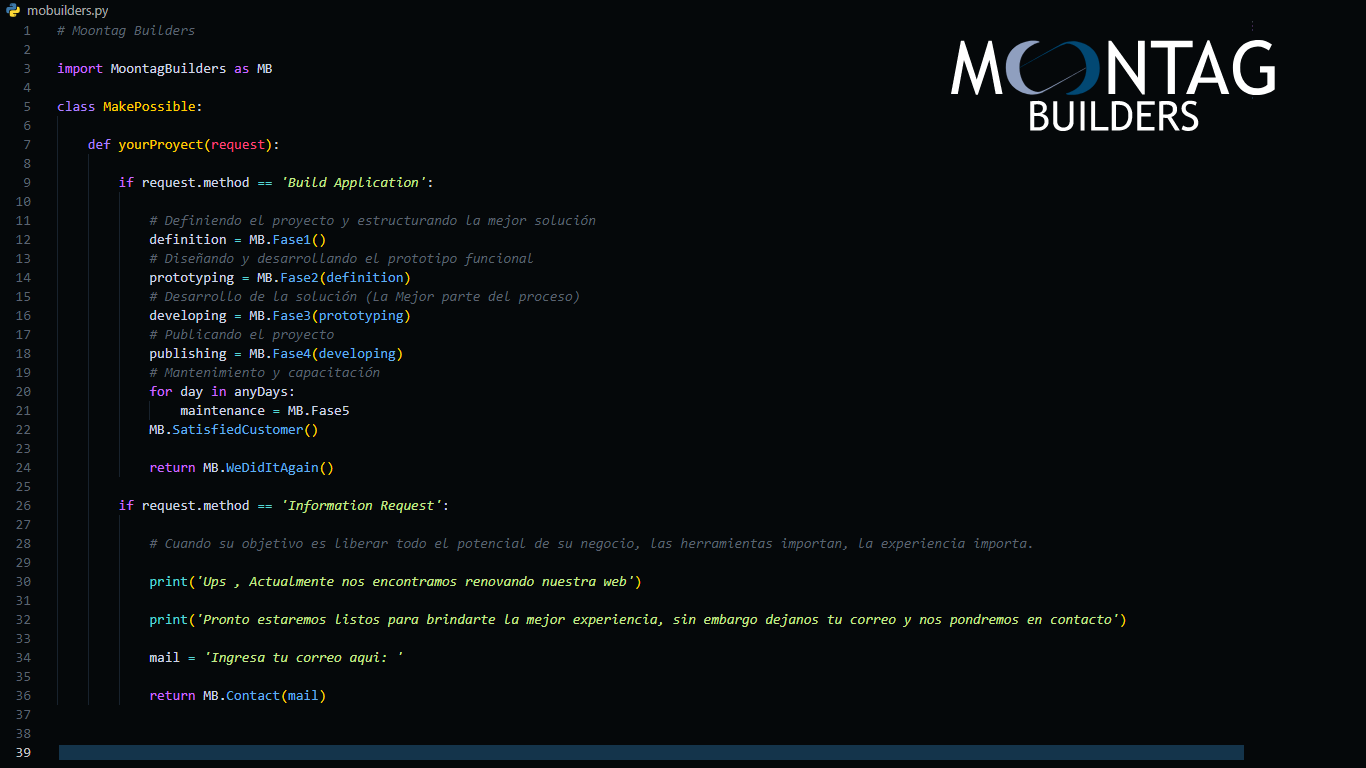 mobuilders.py
1 # Moontag Builders
2
3 import MoontagBuilders as MB
4
5 class MakePossible:
6
7 def yourProyect(request):
8
9 if request.method == 'Build Application':
10
11 # Definiendo el proyecto y estructurando la mejor solución
12 definition = MB.Fase1()
13 # Diseñando y desarrollando el prototipo funcional
14 prototyping = MB.Fase2(definition)
15 # Desarrollo de la solución (La Mejor parte del proceso)
16 developing = MB.Fase3(prototyping)
17 # Publicando el proyecto
18 publishing = MB.Fase4(developing)
19 # Mantenimiento y capacitación
20 for day in anyDays:
21 maintenance = MB.Fase5
22 MB.SatisfiedCustomer()
23
24 return MB.WeDidItAgain()
25
26 if request.method == 'Information Request':
27
28 # Cuando su objetivo es liberar todo el potencial de su negocio, las herramientas importan, la experiencia importa.
29
30 print('Ups , Actualmente nos encontramos renovando nuestra web')
31
32 print('Pronto estaremos listos para brindarte la mejor experiencia, sin embargo dejanos tu correo y nos pondremos en contacto')
33
34 mail = 'Ingresa tu correo aqui: '
35
36 return MB.Contact(mail)
37
38
39
MOONTAG
BUILDERS